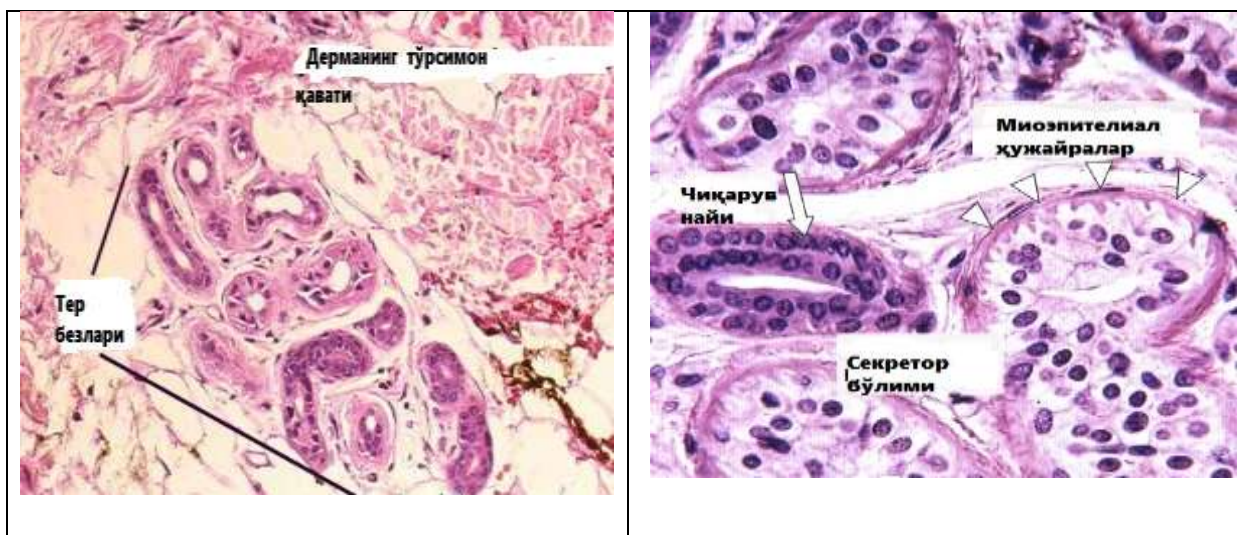 Дерманинг тўрсимон
қавати
Тер
безлари
Миоэпителиал
ҳужайралар
Чиқарув
найи
Секретор
бўлими